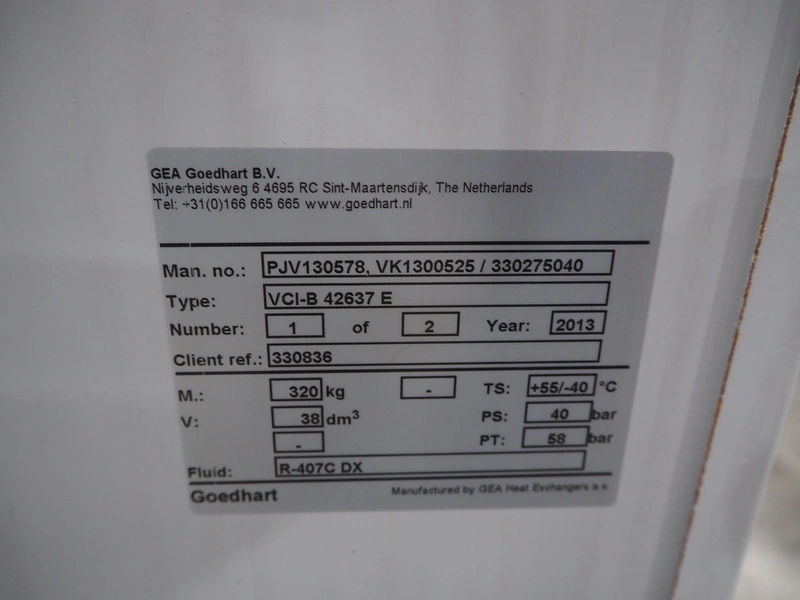 GEA Goedhart B.V.
Nijverheidsweg 6 4695 RC Sint-Maartensdijk, The Netherlands
Tel: +31(0)166 665 665 www.goedhart.nl
Man. no.: PJV130578, VK1300525 / 330275040
Type: VCI-B 42637 E
Number: 1 of 2 Year: 2013
Client ref.: 330836
M.: 320 kg - TS: +55/-40 °C
V: 38 dm³ PS: 40 bar
- PT: 58 bar
Fluid: R-407C DX
Goedhart Manufactured by GEA Heat Exchangers a.s.